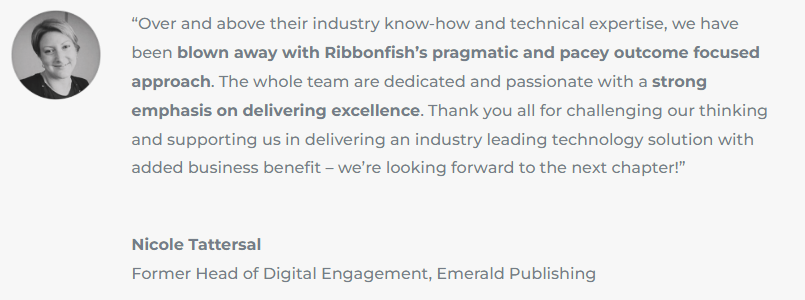 “Over and above their industry know-how and technical expertise, we have
been blown away with Ribbonfish’s pragmatic and pacey outcome focused
approach. The whole team are dedicated and passionate with a strong
emphasis on delivering excellence. Thank you all for challenging our thinking
and supporting us in delivering an industry leading technology solution with
added business benefit – we’re looking forward to the next chapter!”
Nicole Tattersal
Former Head of Digital Engagement, Emerald Publishing